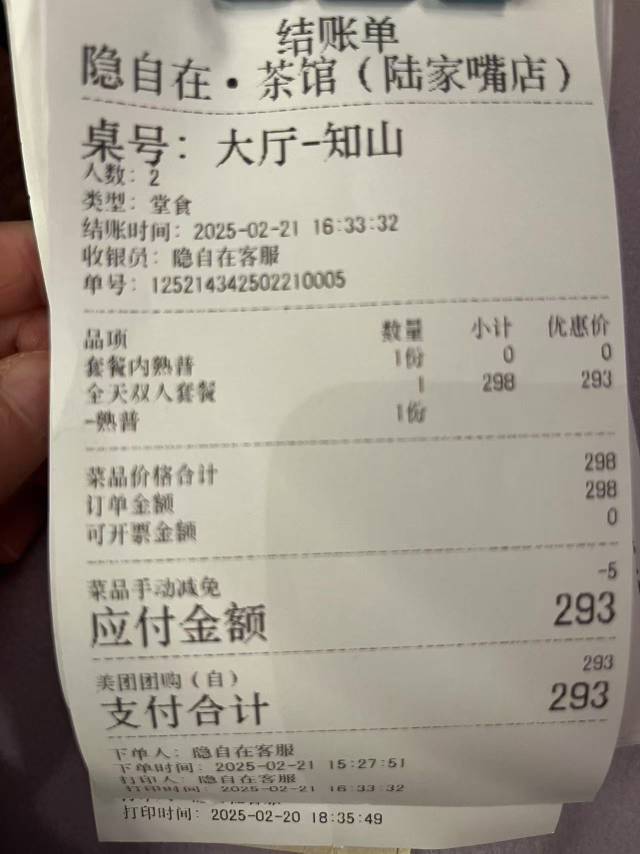 结账单
隐自在·茶馆（陆家嘴店）
桌号: 大厅-知山
人数: 2
类型: 堂食
结账时间: 2025-02-21 16:33:32
收银员: 隐自在客服
单号: 125214342502210005
品项 数量 小计 优惠价
套餐内熟普 1份 0 0
全天双人套餐 1 298 293
-熟普 1份
菜品价格合计 298
订单金额 298
可开票金额 0
菜品手动减免 -5
应付金额 293
美团团购（自） 293
支付合计 293
下单人: 隐自在客服
下单时间: 2025-02-21 15:27:51
打印人: 隐自在客服
打印时间: 2025-02-21 16:33:32
打印时间: 2025-02-20 18:35:49